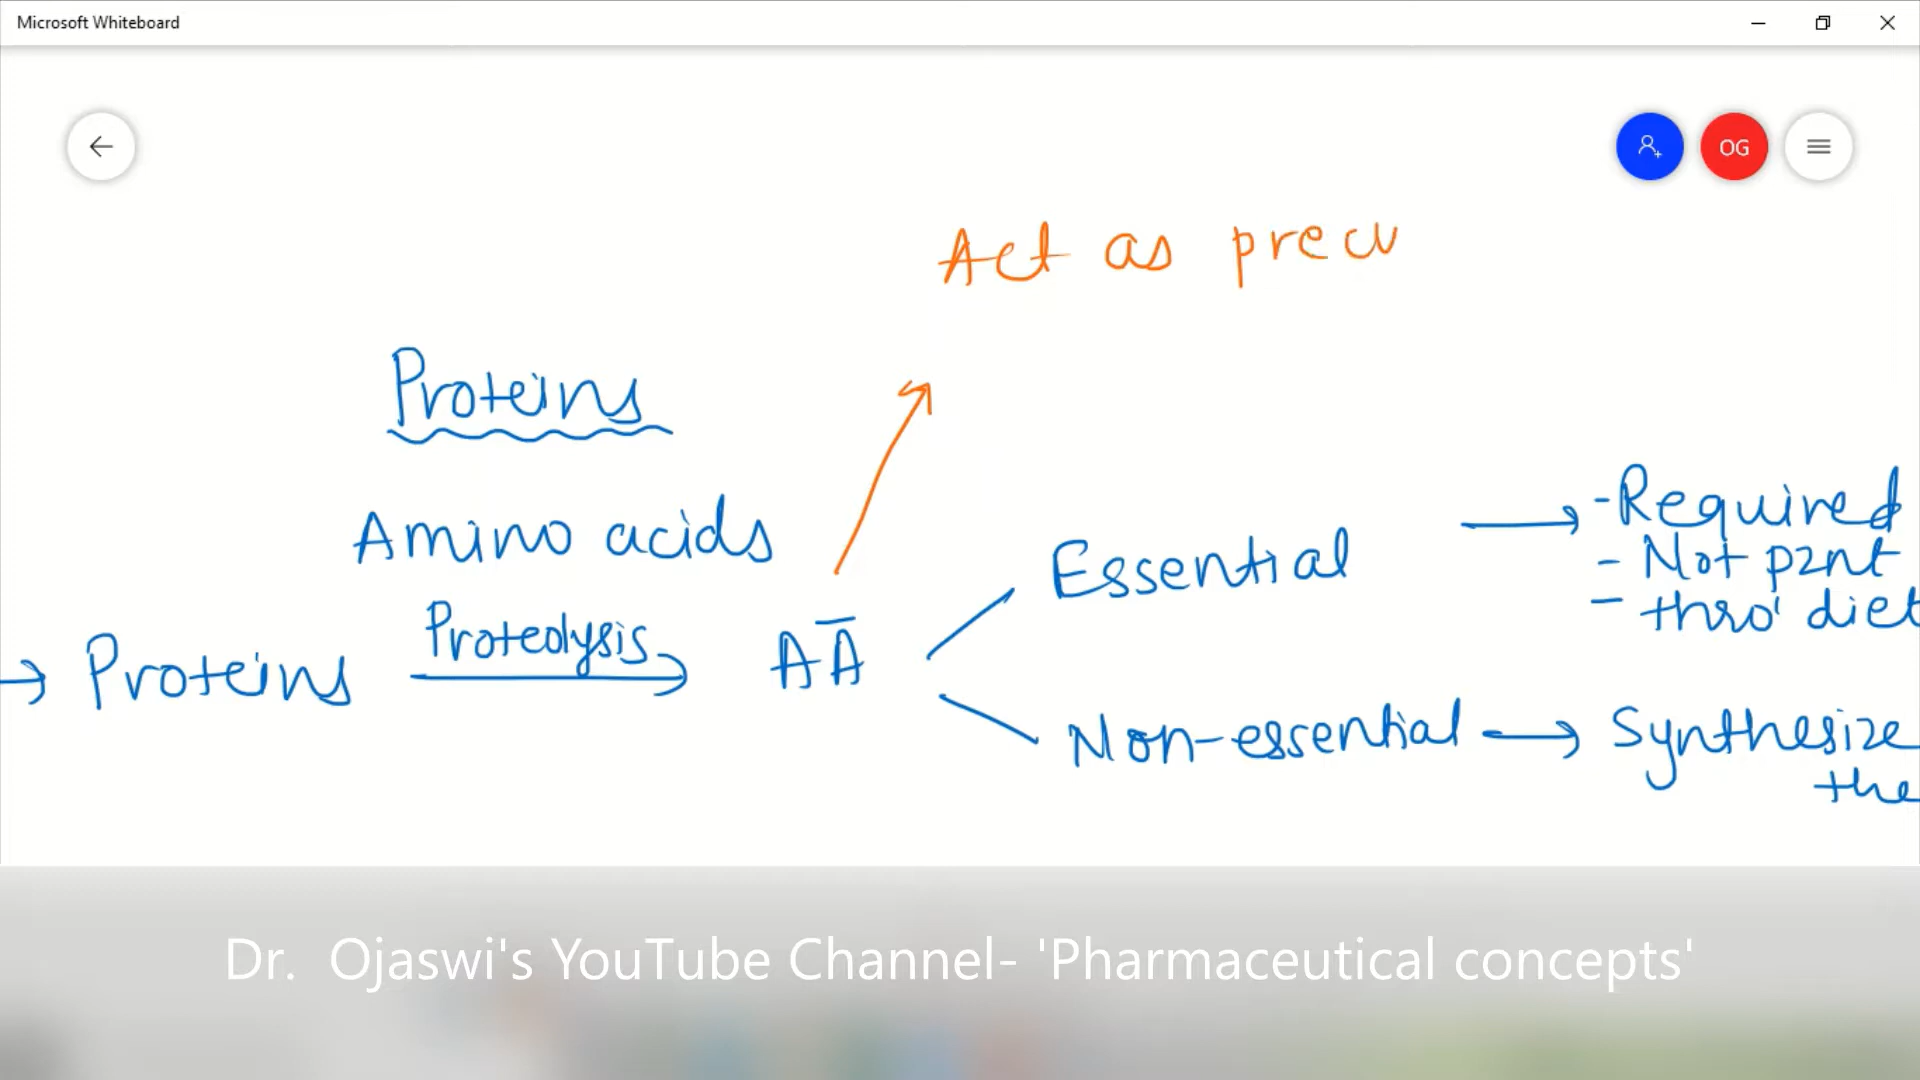 Microsoft Whiteboard
OG
Act as precu
Proteins
Amino acids
Essential
-Required
- Not pznt
- thro' diet
Proteolysis
→ Proteins → AA
Non-essential → Synthesize
the
Dr. Ojaswi's YouTube Channel- 'Pharmaceutical concepts'